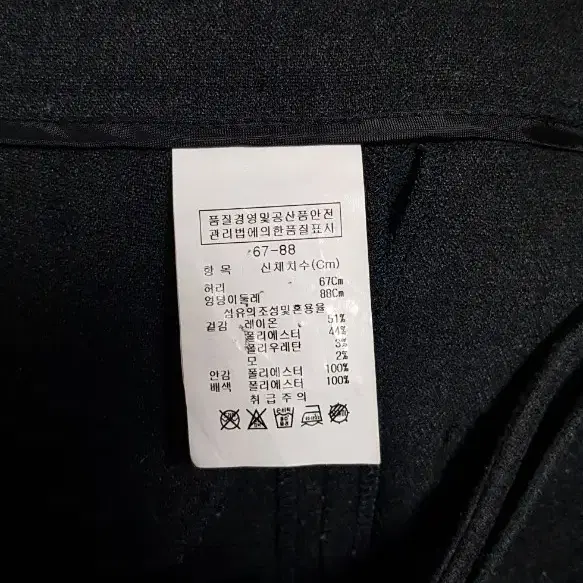 품질경영및공산품안전
관리법에의한품질표시
67-88
항 목 신체치수(Cm)
허리 67Cm
엉덩이둘레 88Cm
섬유의조성및혼용율
겉감 레이온 51%
폴리에스터 44%
폴리우레탄 3%
모 2%
안감 폴리에스터 100%
배색 폴리에스터 100%
취 급 주 의